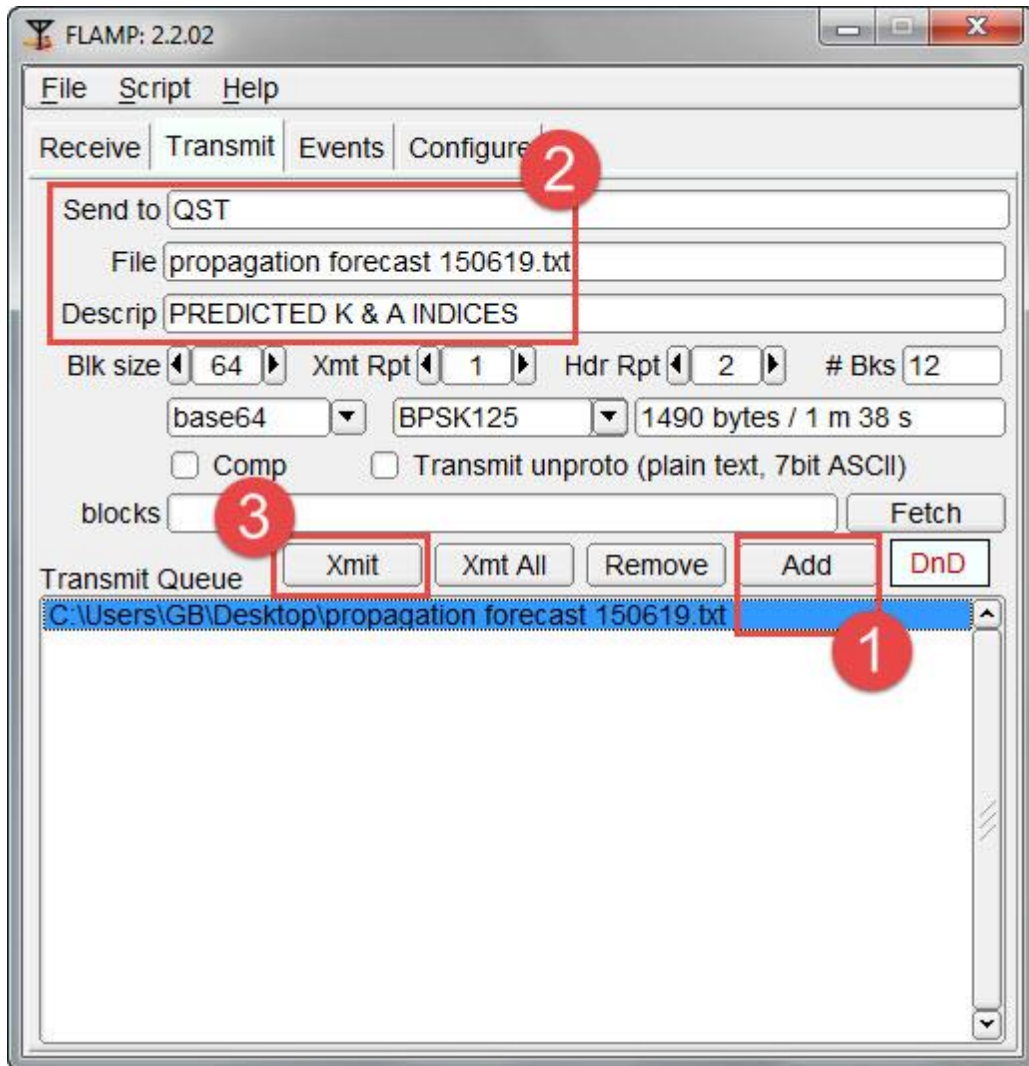 FLAMP: 2.2.02
File Script Help
Receive Transmit Events Configure
2
Send to QST
File propagation forecast 150619.txt
Descrip PREDICTED K & A INDICES
Blk size 64 Xmt Rpt 1 Hdr Rpt 2 # Bks 12
base64 BPSK125 1490 bytes / 1 m 38 s
Comp Transmit unproto (plain text, 7bit ASCII)
blocks Fetch
3
Transmit Queue Xmit Xmt All Remove Add DnD
C:\Users\GB\Desktop\propagation forecast 150619.txt
1